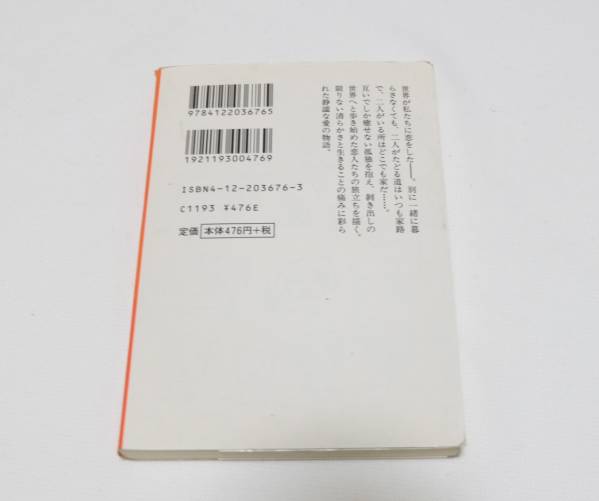 世界が私たちに恋をした――。別に一緒に暮
らさなくても、二人がたどる道はいつも家路
で、二人がいる所はどこでも家だ……。
互いでしか癒せない孤独を抱え、剥き出しの
世界へと歩き始めた恋人たちの旅立ちを描く。
限りない清らかさと生きることの痛みに彩ら
れた静謐な愛の物語。
9784122036765
1921193004769
ISBN4-12-203676-3
C1193 ¥476E
定価 本体476円+税